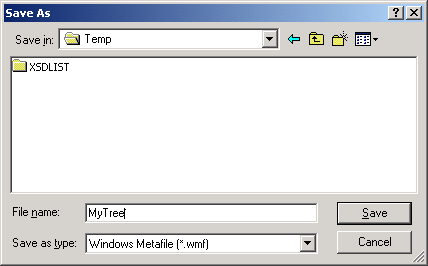 Save As
Save in: Temp
XSDLIST
File name: MyTree Save
Save as type: Windows Metafile (*.wmf) Cancel